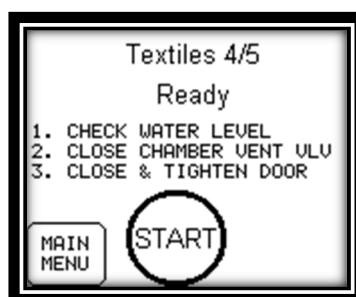 Textiles 4/5
Ready
1. CHECK WATER LEVEL
2. CLOSE CHAMBER VENT VLV
3. CLOSE & TIGHTEN DOOR
START
MAIN
MENU